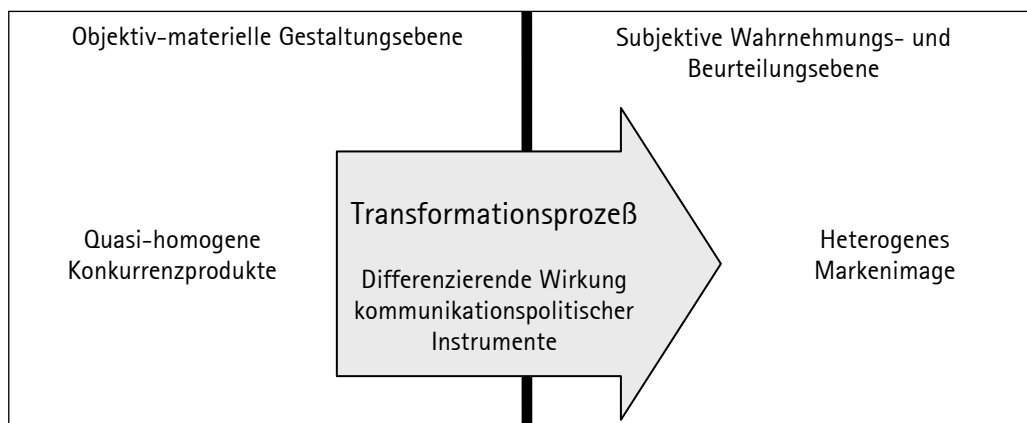 Objektiv-materielle Gestaltungsebene
Subjektive Wahrnehmungs- und
Beurteilungsebene
Quasi-homogene
Konkurrenzprodukte
Transformationsprozeß
Differenzierende Wirkung
kommunikationspolitischer
Instrumente
Heterogenes
Markenimage